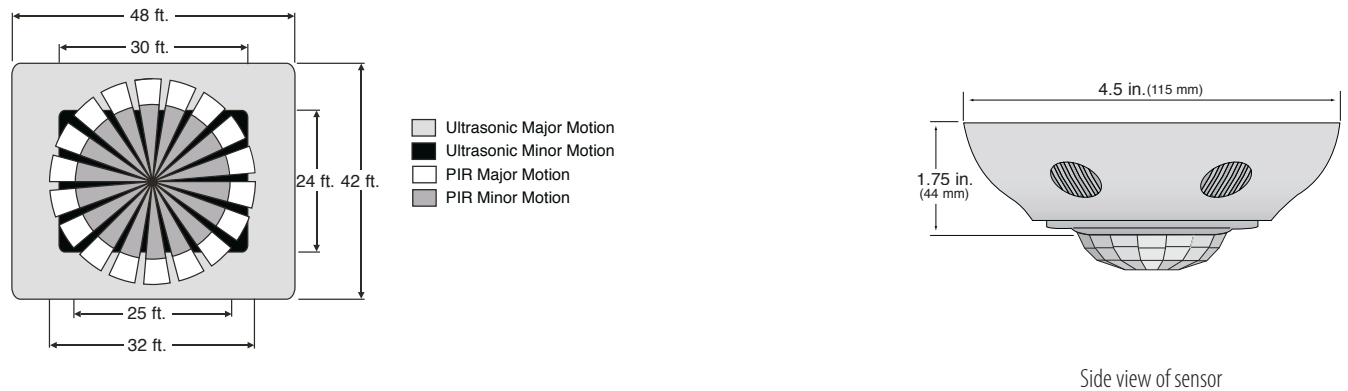 48 ft.
30 ft.
24 ft. 42 ft.
25 ft.
32 ft.
Ultrasonic Major Motion
Ultrasonic Minor Motion
PIR Major Motion
PIR Minor Motion
4.5 in.(115 mm)
1.75 in.
(44 mm)
Side view of sensor